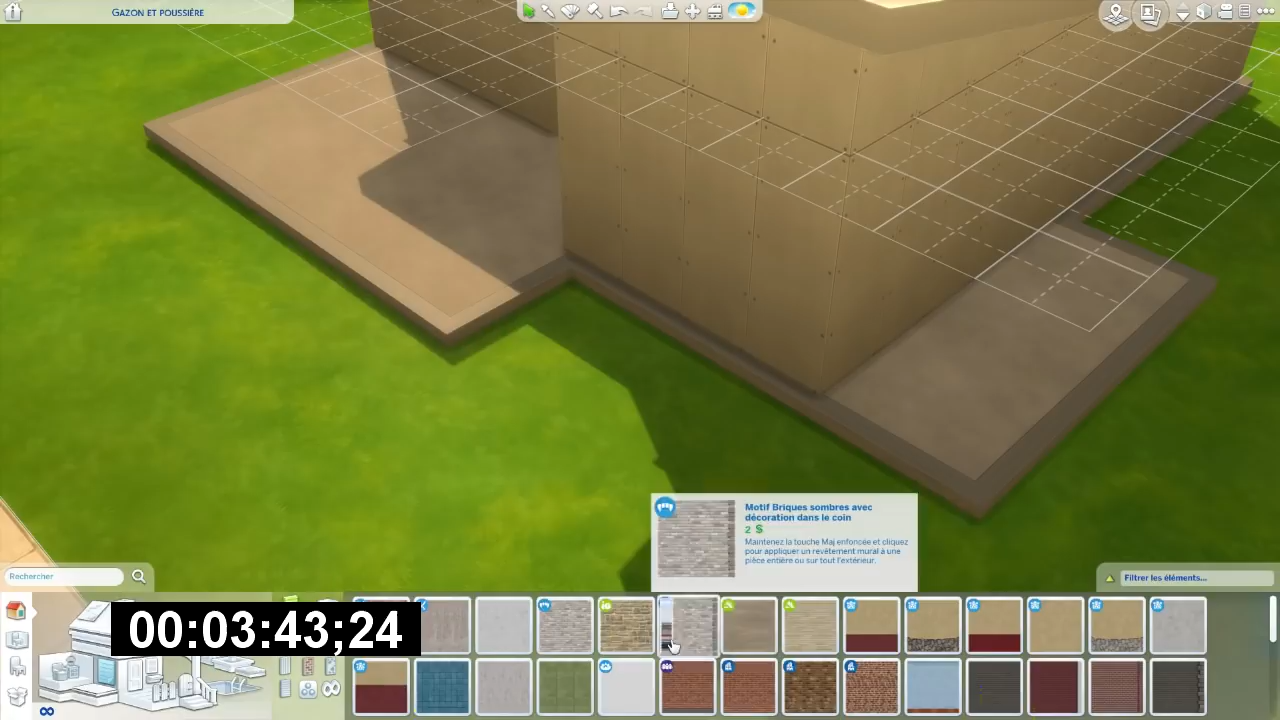 Gazon et poussière
Motif Briques sombres avec
décoration dans le coin
2 $
Maintenez la touche Maj enfoncée et cliquez
pour appliquer un revêtement mural à une
pièce entière ou sur tout l'extérieur.
Rechercher
Filtrer les éléments...
00:03:43;24